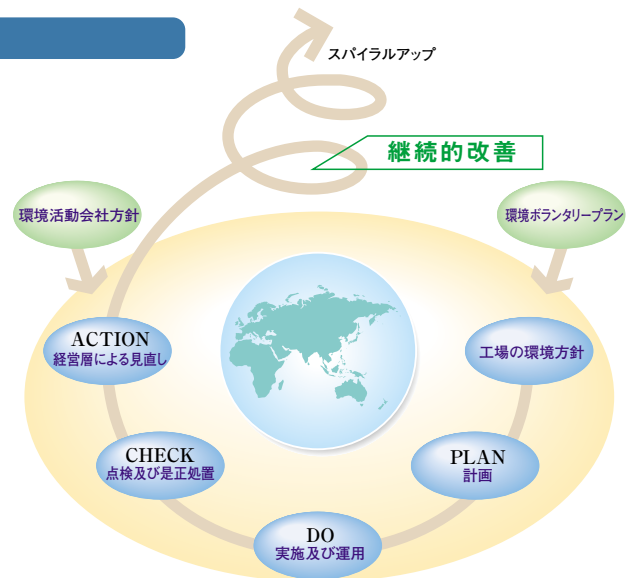 スパイラルアップ
継続的改善
環境活動会社方針
環境ボランタリープラン
ACTION
経営層による見直し
工場の環境方針
CHECK
点検及び是正処置
PLAN
計画
DO
実施及び運用